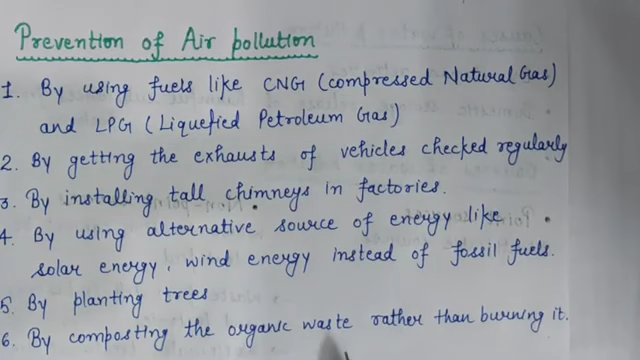 Prevention of Air pollution
1. By using fuels like CNG (compressed Natural Gas)
and LPG (Liquefied Petroleum Gas)
2. By getting the exhausts of vehicles checked regularly
3. By installing tall chimneys in factories.
4. By using alternative source of energy like
solar energy, wind energy instead of fossil fuels.
5. By planting trees
6. By composting the organic waste rather than burning it.